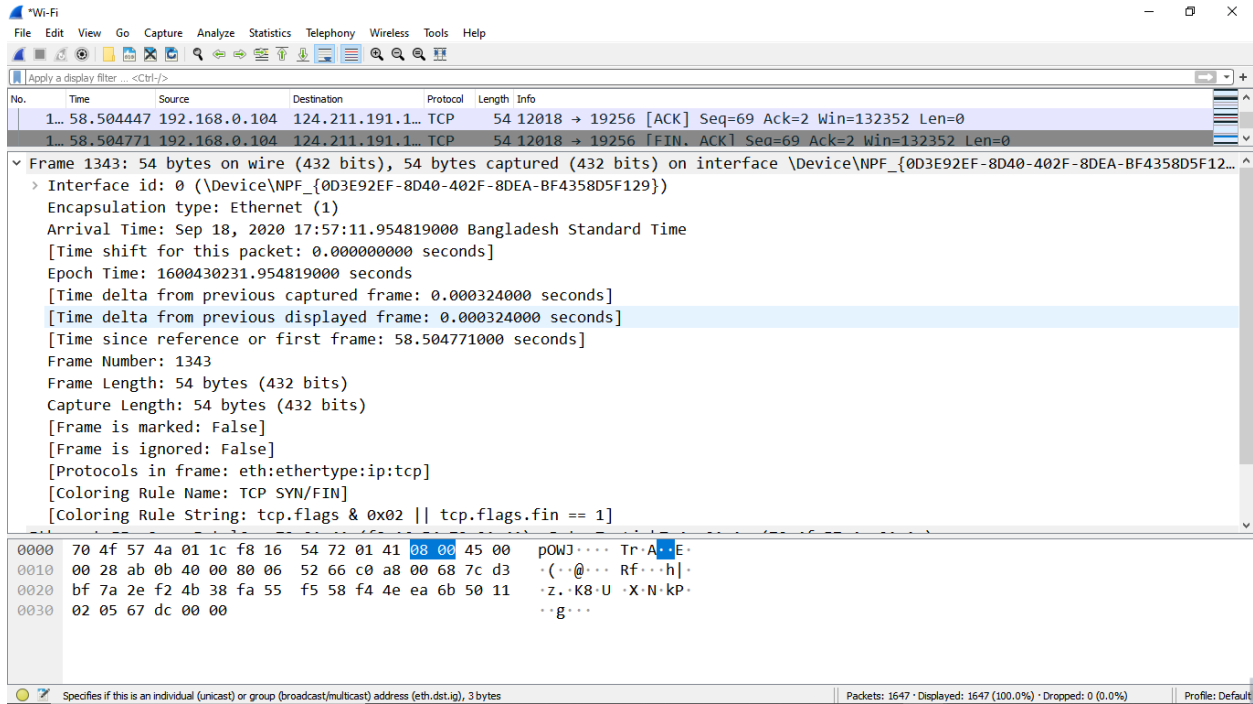 *Wi-Fi
File Edit View Go Capture Analyze Statistics Telephony Wireless Tools Help
Apply a display filter ... <Ctrl-/>
No. Time Source Destination Protocol Length Info
1... 58.504447 192.168.0.104 124.211.191.1... TCP 54 12018 → 19256 [ACK] Seq=69 Ack=2 Win=132352 Len=0
1... 58.504771 192.168.0.104 124.211.191.1... TCP 54 12018 → 19256 [FIN, ACK] Seq=69 Ack=2 Win=132352 Len=0
Frame 1343: 54 bytes on wire (432 bits), 54 bytes captured (432 bits) on interface \Device\NPF_{0D3E92EF-8D40-402F-8DEA-BF4358D5F12...
Interface id: 0 (\Device\NPF_{0D3E92EF-8D40-402F-8DEA-BF4358D5F129})
Encapsulation type: Ethernet (1)
Arrival Time: Sep 18, 2020 17:57:11.954819000 Bangladesh Standard Time
[Time shift for this packet: 0.000000000 seconds]
Epoch Time: 1600430231.954819000 seconds
[Time delta from previous captured frame: 0.000324000 seconds]
[Time delta from previous displayed frame: 0.000324000 seconds]
[Time since reference or first frame: 58.504771000 seconds]
Frame Number: 1343
Frame Length: 54 bytes (432 bits)
Capture Length: 54 bytes (432 bits)
[Frame is marked: False]
[Frame is ignored: False]
[Protocols in frame: eth:ethertype:ip:tcp]
[Coloring Rule Name: TCP SYN/FIN]
[Coloring Rule String: tcp.flags & 0x02 || tcp.flags.fin == 1]
0000 70 4f 57 4a 01 1c f8 16 54 72 01 41 08 00 45 00 pOWJ···· Tr·A··E·
0010 00 28 ab 0b 40 00 80 06 52 66 c0 a8 00 68 7c d3 ·(··@··· Rf···h|·
0020 bf 7a 2e f2 4b 38 fa 55 f5 58 f4 4e ea 6b 50 11 ·z.·K8·U ·X·N·kP·
0030 02 05 67 dc 00 00 ··g···
Specifies if this is an individual (unicast) or group (broadcast/multicast) address (eth.dst.ig), 3 bytes
Packets: 1647 · Displayed: 1647 (100.0%) · Dropped: 0 (0.0%)
Profile: Default